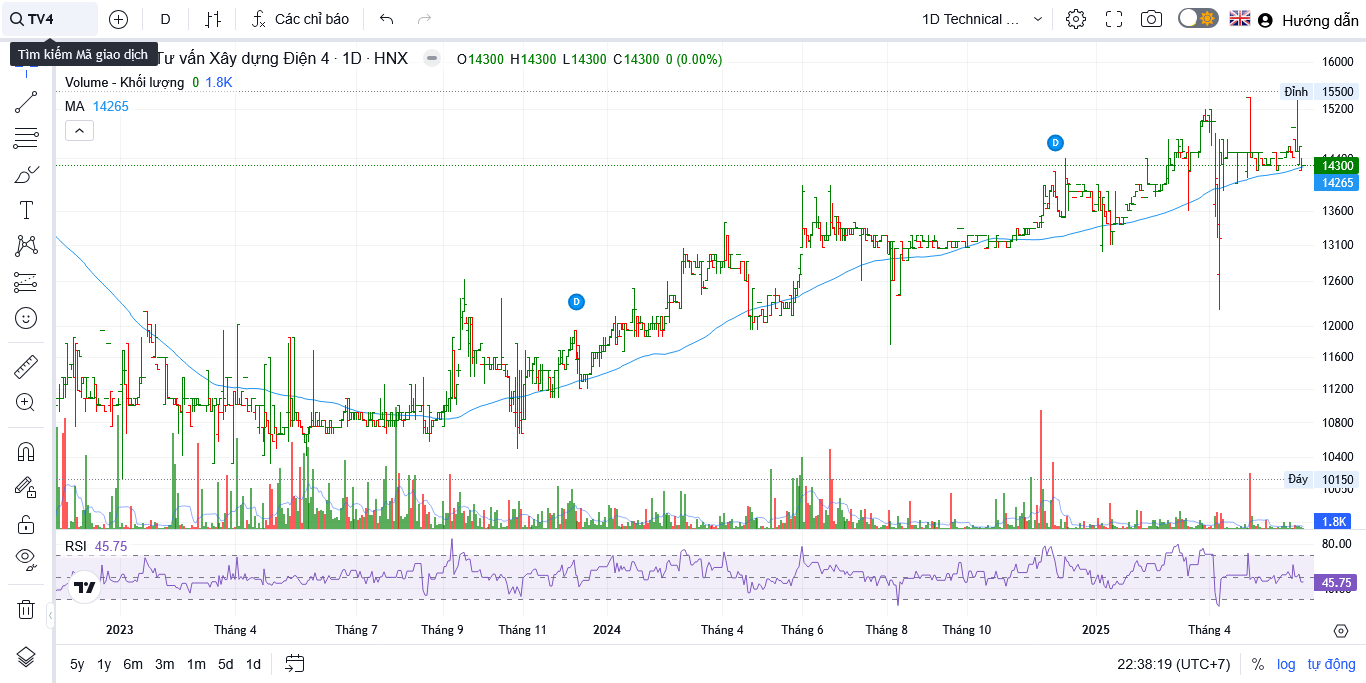 TV4
D
Các chỉ báo
1D Technical ...
Hướng dẫn
Tìm kiếm Mã giao dịch
Tư vấn Xây dựng Điện 4 · 1D · HNX
O14300 H14300 L14300 C14300 0 (0.00%)
Volume - Khối lượng 0 1.8K
MA 14265
16000
Đỉnh 15500
15200
D
14300
14265
13600
13100
12600
D
12000
11600
11200
10800
10400
Đáy 10150
1.8K
RSI 45.75
80.00
45.75
2023 Tháng 4 Tháng 7 Tháng 9 Tháng 11 2024 Tháng 4 Tháng 6 Tháng 8 Tháng 10 2025 Tháng 4
5y 1y 6m 3m 1m 5d 1d
22:38:19 (UTC+7) % log tự động